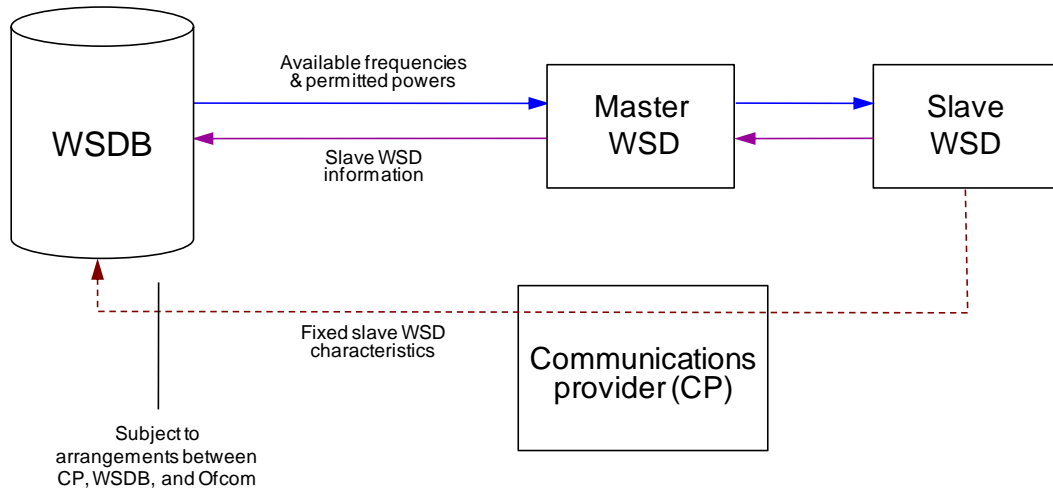 Available frequencies
& permitted powers
WSDB
Master
WSD
Slave
WSD
Slave WSD
information
Fixed slave WSD
characteristics
Communications
provider (CP)
Subject to
arrangements between
CP, WSDB, and Ofcom